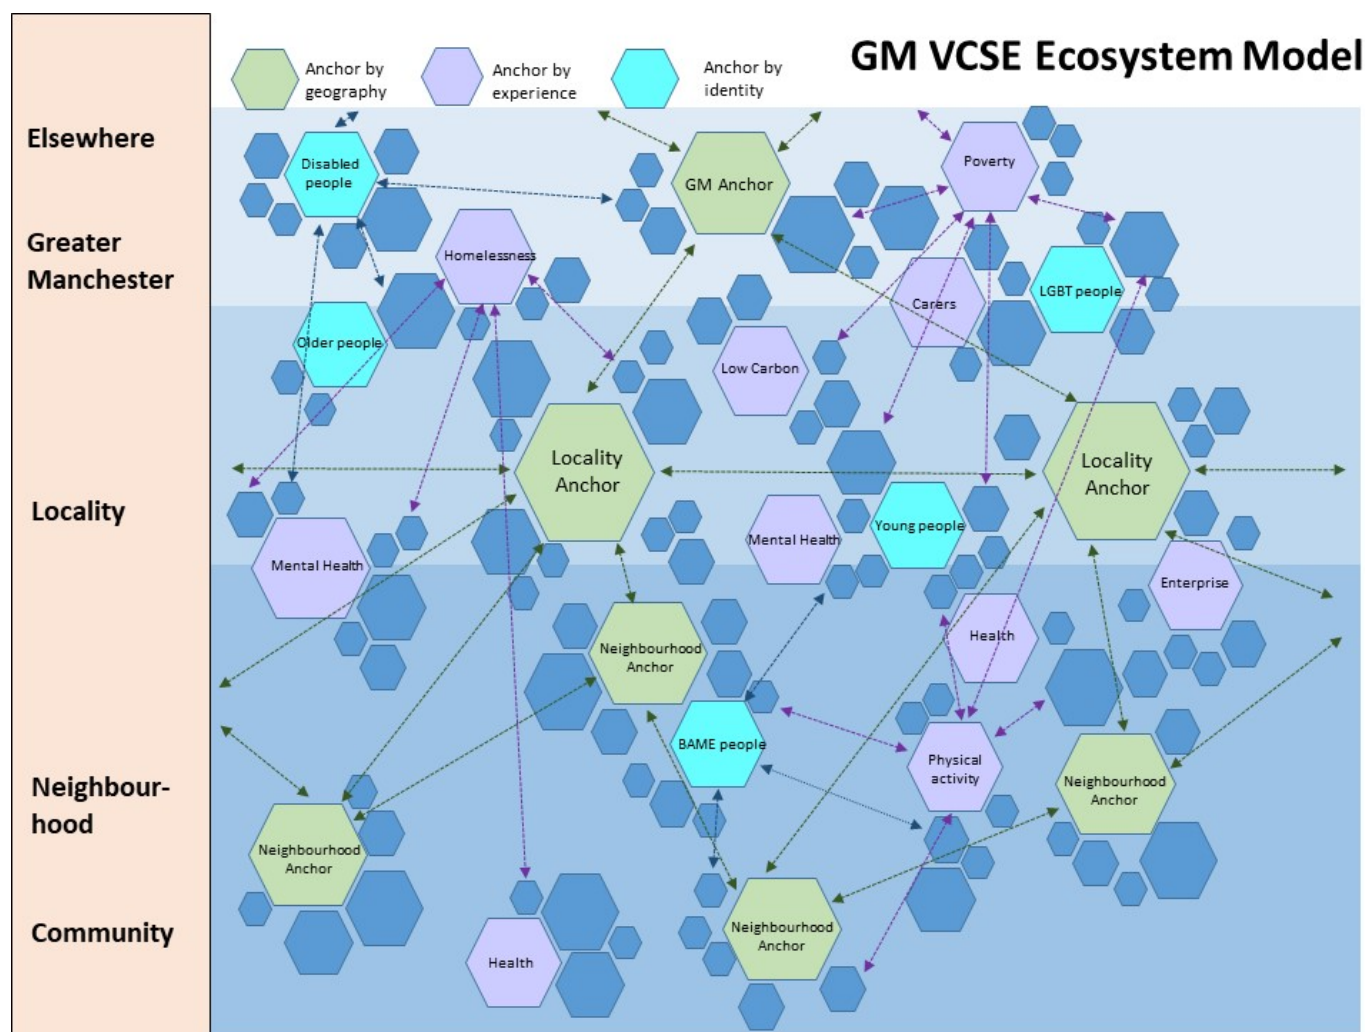 GM VCSE Ecosystem Model
Anchor by
geography
Anchor by
experience
Anchor by
identity
Elsewhere
Greater
Manchester
Locality
Neighbour-
hood
Community
Disabled
people
GM Anchor
Poverty
Homelessness
Carers
LGBT people
Older people
Low Carbon
Locality
Anchor
Locality
Anchor
Mental Health
Mental Health
Young people
Enterprise
Health
Neighbourhood
Anchor
BAME people
Physical
activity
Neighbourhood
Anchor
Neighbourhood
Anchor
Neighbourhood
Anchor
Health